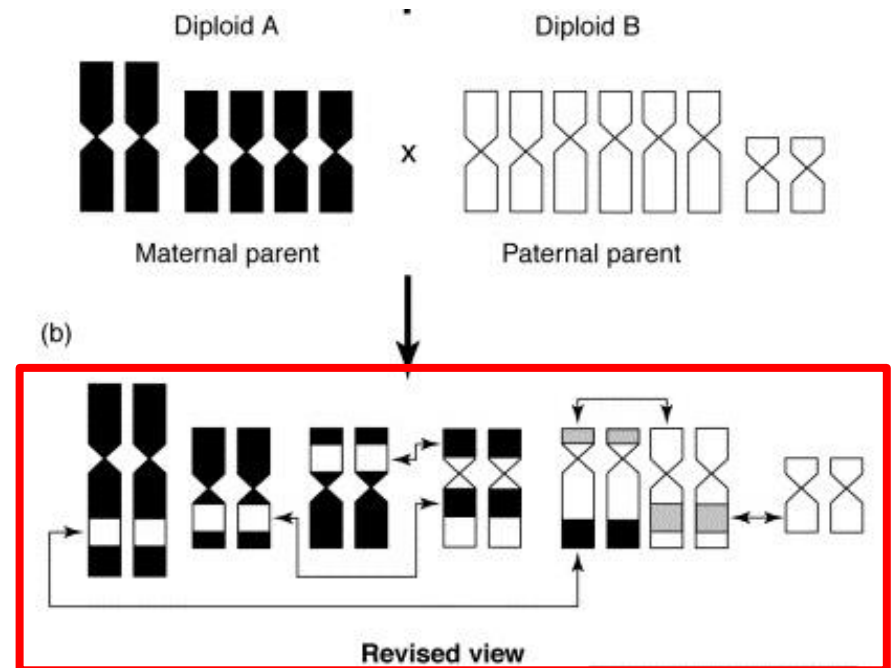 Diploid A
Diploid B
x
Maternal parent
Paternal parent
(b)
Revised view